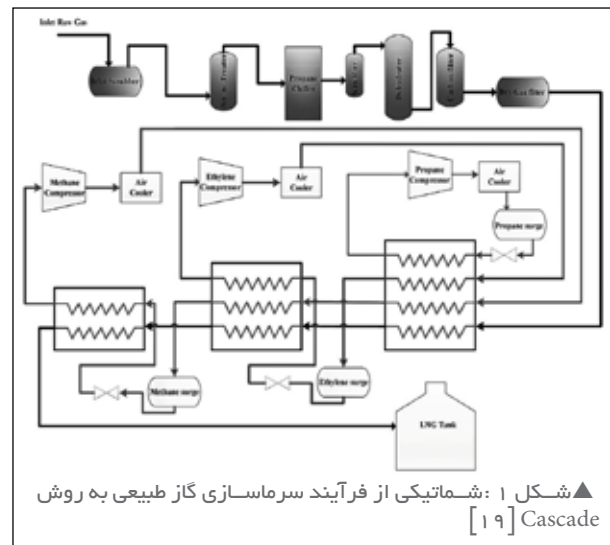 Inlet Raw Gas
Propane
Chiller
Methane
Compressor
Air
Cooler
Ethylene
Compressor
Air
Cooler
Propane
Compressor
Air
Cooler
Propane surge
Methane surge
Ethylene surge
LNG Tank
▲شکل ۱ :شماتیکی از فرآیند سرماسازی گاز طبیعی به روش
[۱۹] Cascade